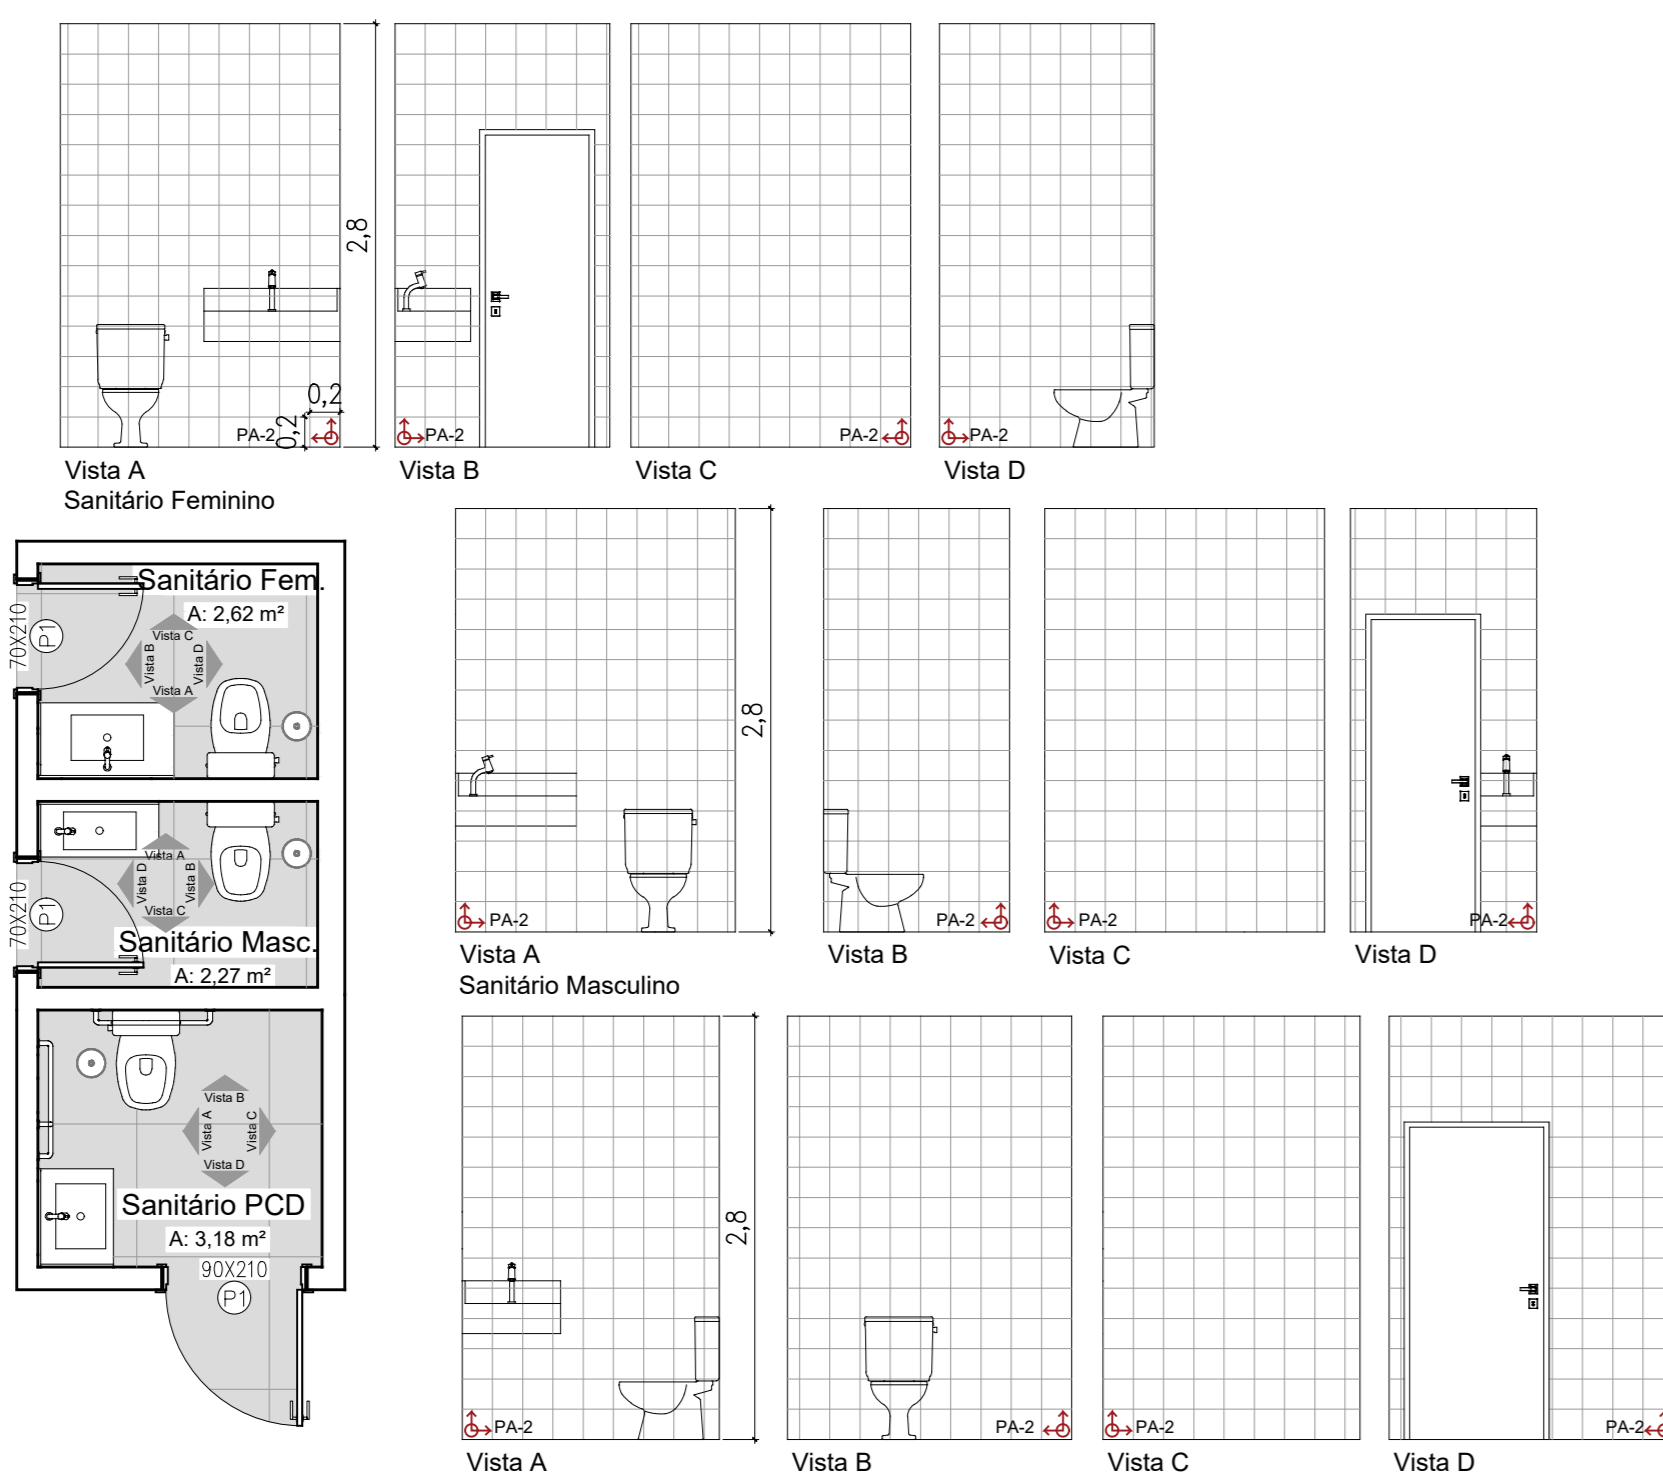 2,8
0,2
0,2
PA-2
PA-2
PA-2
PA-2
Vista A
Vista B
Vista C
Vista D
Sanitário Feminino
Sanitário Fem.
A: 2,62 m²
70X210
P1
Vista C
Vista B
Vista D
Vista A
Vista A
Vista D
Vista B
Vista C
70X210
P1
Sanitário Masc.
A: 2,27 m²
Vista B
Vista A
Vista C
Vista D
Sanitário PCD
A: 3,18 m²
90X210
P1
2,8
PA-2
PA-2
PA-2
PA-2
Vista A
Vista B
Vista C
Vista D
Sanitário Masculino
2,8
PA-2
PA-2
PA-2
PA-2
Vista A
Vista B
Vista C
Vista D